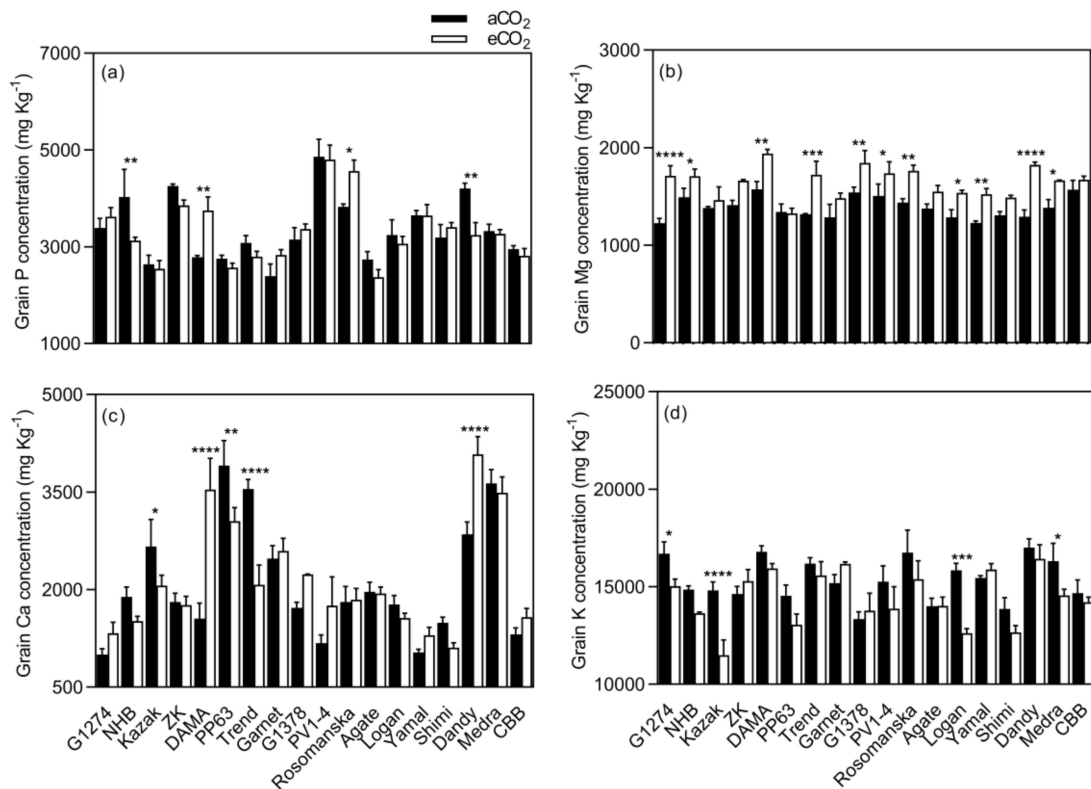 aCO₂
eCO₂
(a)
Grain P concentration (mg Kg⁻¹)
7000
5000
3000
1000
** ** * **
(b)
Grain Mg concentration (mg Kg⁻¹)
3000
2000
1000
0
**** * ** *** ** * ** * ** **** *
(c)
Grain Ca concentration (mg Kg⁻¹)
5000
3500
2000
500
* **** ** **** ****
G1274
NHB
Kazak
ZK
DAMA
PP63
Trend
Gamet
G1378
PV1-4
Rosomanska
Agate
Logan
Yamal
Shimi
Dandy
Medra
CBB
(d)
Grain K concentration (mg Kg⁻¹)
25000
20000
15000
10000
* **** *** *
G1274
NHB
Kazak
ZK
DAMA
PP63
Trend
Gamet
G1378
PV1-4
Rosomanska
Agate
Logan
Yamal
Shimi
Dandy
Medra
CBB